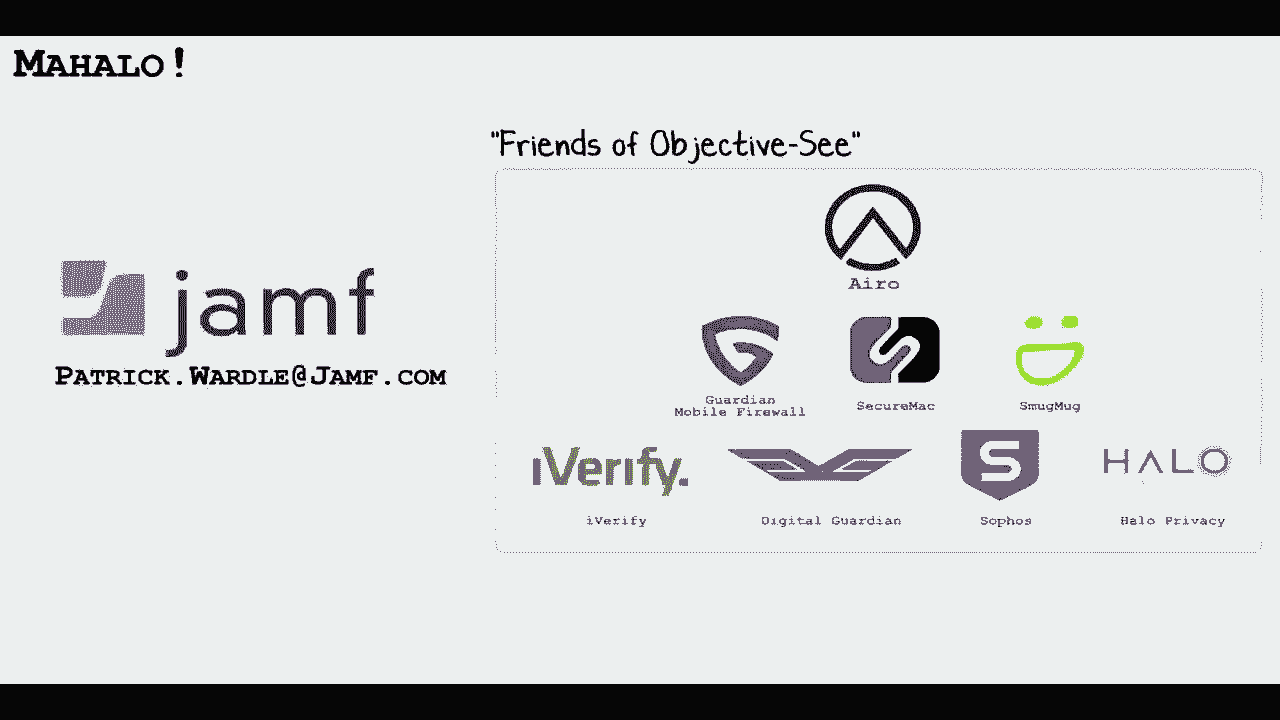 MAHALO!
"Friends of Objective-See"
Airo
jamf
PATRICK.WARDLE@JAMF.COM
Guardian
Mobile Firewall
SecureMac
SmugMug
iVerify.
HALO
iVerify
Digital Guardian
Sophos
Halo Privacy